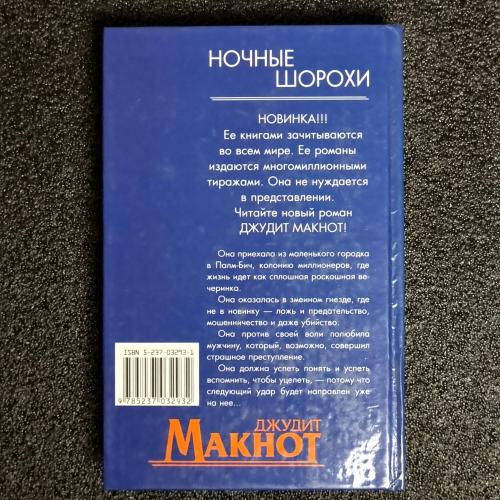 НОЧНЫЕ
ШОРОХИ
НОВИНКА!!!
Ее книгами зачитываются
во всем мире. Ее романы
издаются многомиллионными
тиражами. Она не нуждается
в представлении.
Читайте новый роман
ДЖУДИТ МАКНОТ!
Она приехала из маленького городка
в Палм-Бич, колонию миллионеров, где
жизнь идет как сплошная роскошная ве-
черинка.
Она оказалась в змеином гнезде, где
не в новинку — ложь и предательство,
мошенничество и даже убийство.
Она против своей воли полюбила
мужчину, который, возможно, совершил
страшное преступление.
Она должна успеть понять и успеть
вспомнить, чтобы уцелеть, — потому что
следующий удар будет направлен уже
на нее...
ISBN 5-237-03293-1
9 785237 032932
ДЖУДИТ
МАКНОТ